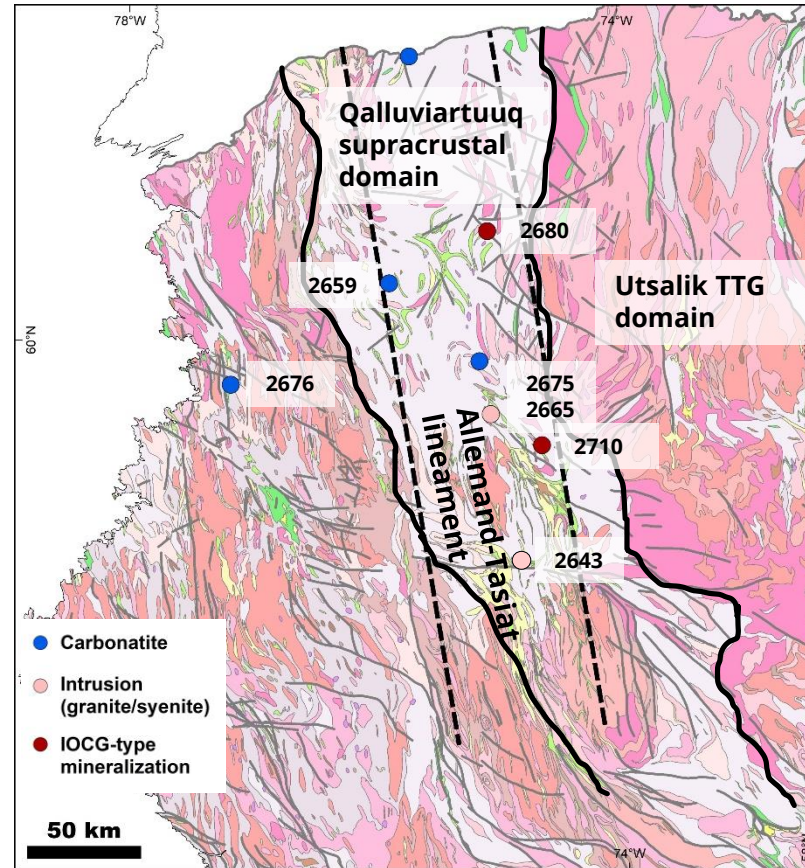 78°W
74°W
Qalluviartuuq
supracrustal
domain
2680
2659
Utsalik TTG
domain
60°N
2676
2675
2665
2710
Allemand-Tasiat
lineament
2643
Carbonatite
Intrusion
(granite/syenite)
IOCG-type
mineralization
50 km
74°W